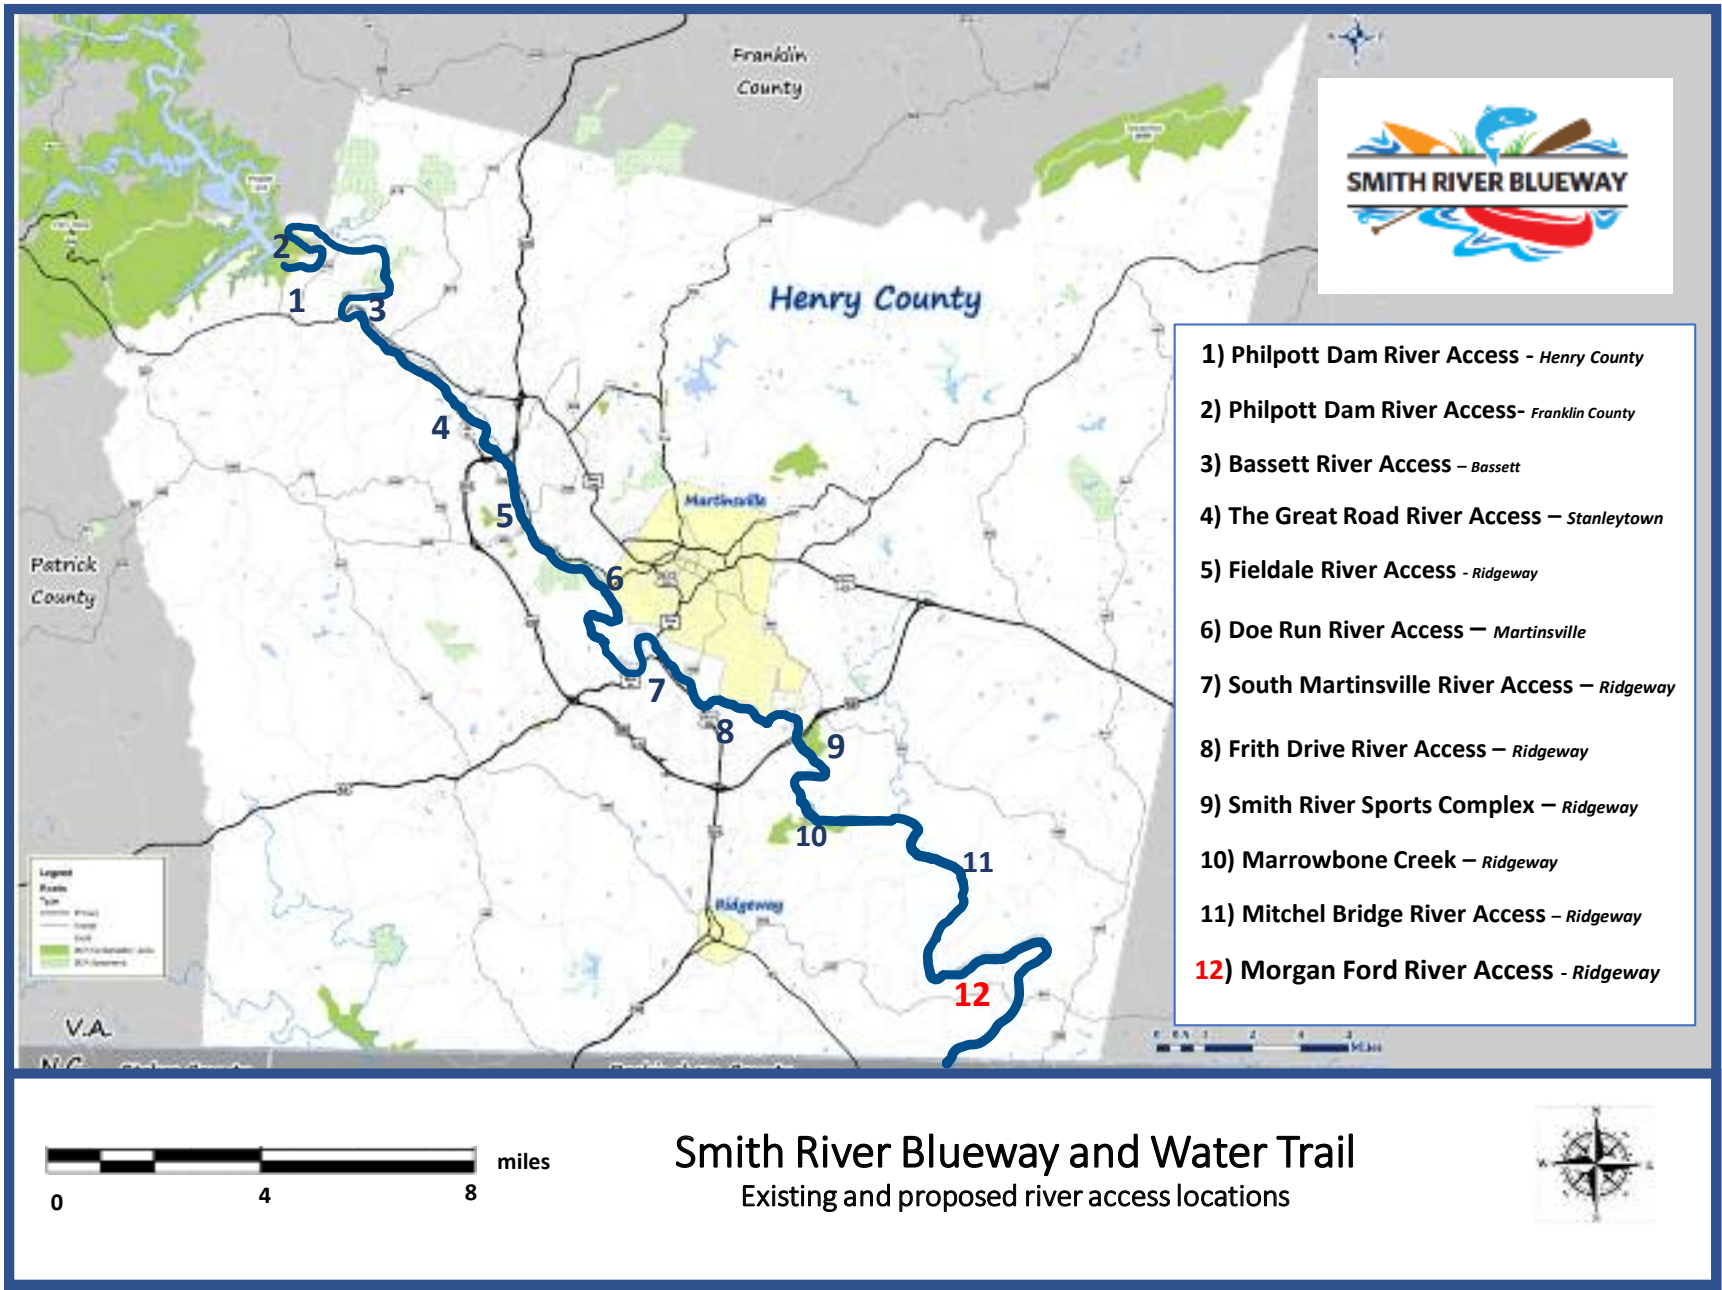 Franklin
County
SMITH RIVER BLUEWAY
2
1
3
Henry County
1) Philpott Dam River Access - Henry County
2) Philpott Dam River Access- Franklin County
3) Bassett River Access – Bassett
4) The Great Road River Access – Stanleytown
5) Fieldale River Access - Ridgeway
6) Doe Run River Access – Martinsville
7) South Martinsville River Access – Ridgeway
8) Frith Drive River Access – Ridgeway
9) Smith River Sports Complex – Ridgeway
10) Marrowbone Creek – Ridgeway
11) Mitchel Bridge River Access – Ridgeway
12) Morgan Ford River Access - Ridgeway
4
Martinsville
5
Patrick
County
6
7
8
9
10
11
Legend
Roads
Type
Ridgeway
12
V.A.
N.C.
Miles
0
4
8
miles
Smith River Blueway and Water Trail
Existing and proposed river access locations